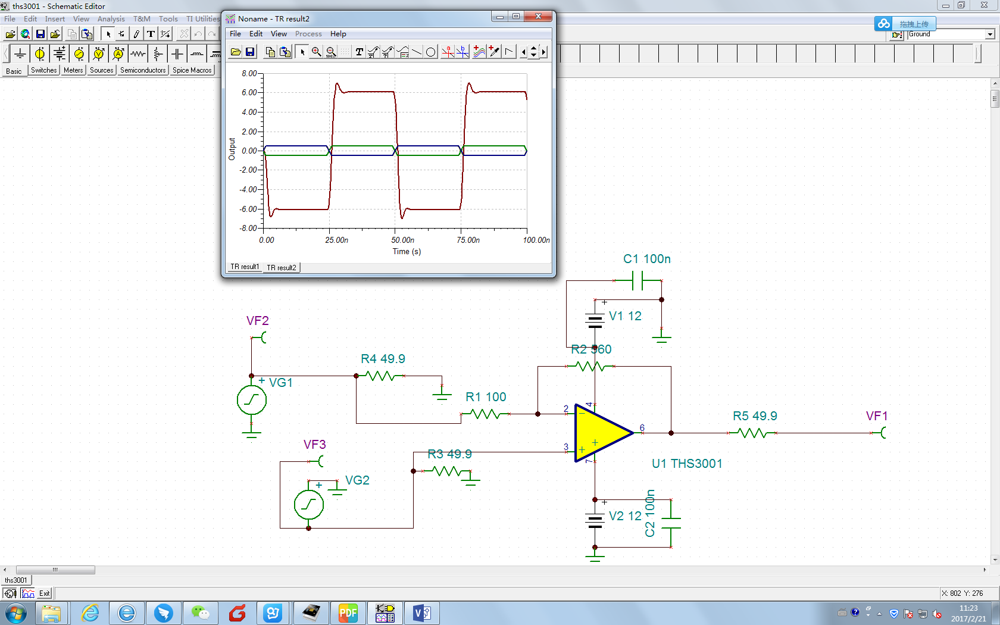 ths3001 - Schematic Editor
File Edit Insert View Analysis T&M Tools TI Utilities
拖拽上传
Ground
Basic Switches Meters Sources Semiconductors Spice Macros
Noname - TR result2
File Edit View Process Help
T
100%
a
b
8.00
6.00
4.00
2.00
0.00
-2.00
-4.00
-6.00
-8.00
Output
0.00 25.00n 50.00n 75.00n 100.00n
Time (s)
TR result1 TR result2
C1 100n
+
V1 12
VF2
R2 560
R4 49.9
+ VG1
R1 100
4
2
-
6
R5 49.9
VF1
VF3
3
+
+
R3 49.9
7
U1 THS3001
+ VG2
+
V2 12
C2 100n
ths3001
Exit
X: 802 Y: 276
PDF
11:23
2017/2/21